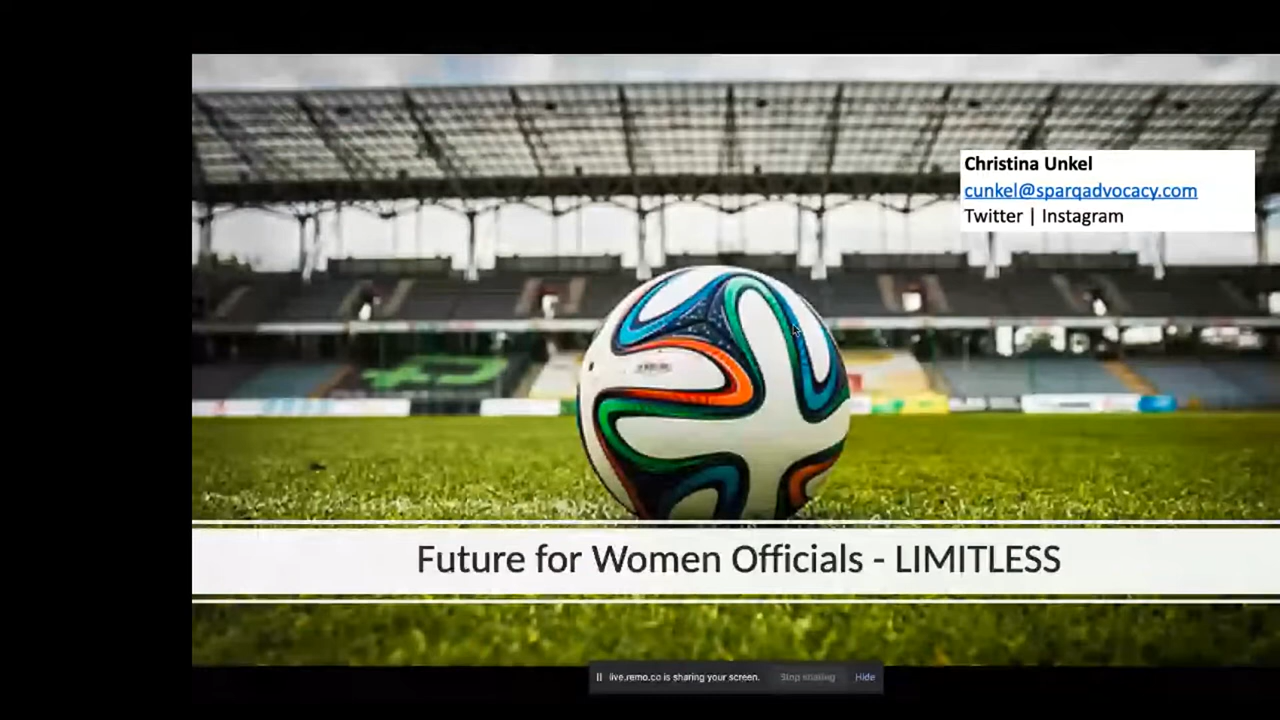 Christina Unkel
cunkel@sparqadvocacy.com
Twitter | Instagram
Future for Women Officials - LIMITLESS
live.remo.co is sharing your screen.
Stop sharing
Hide